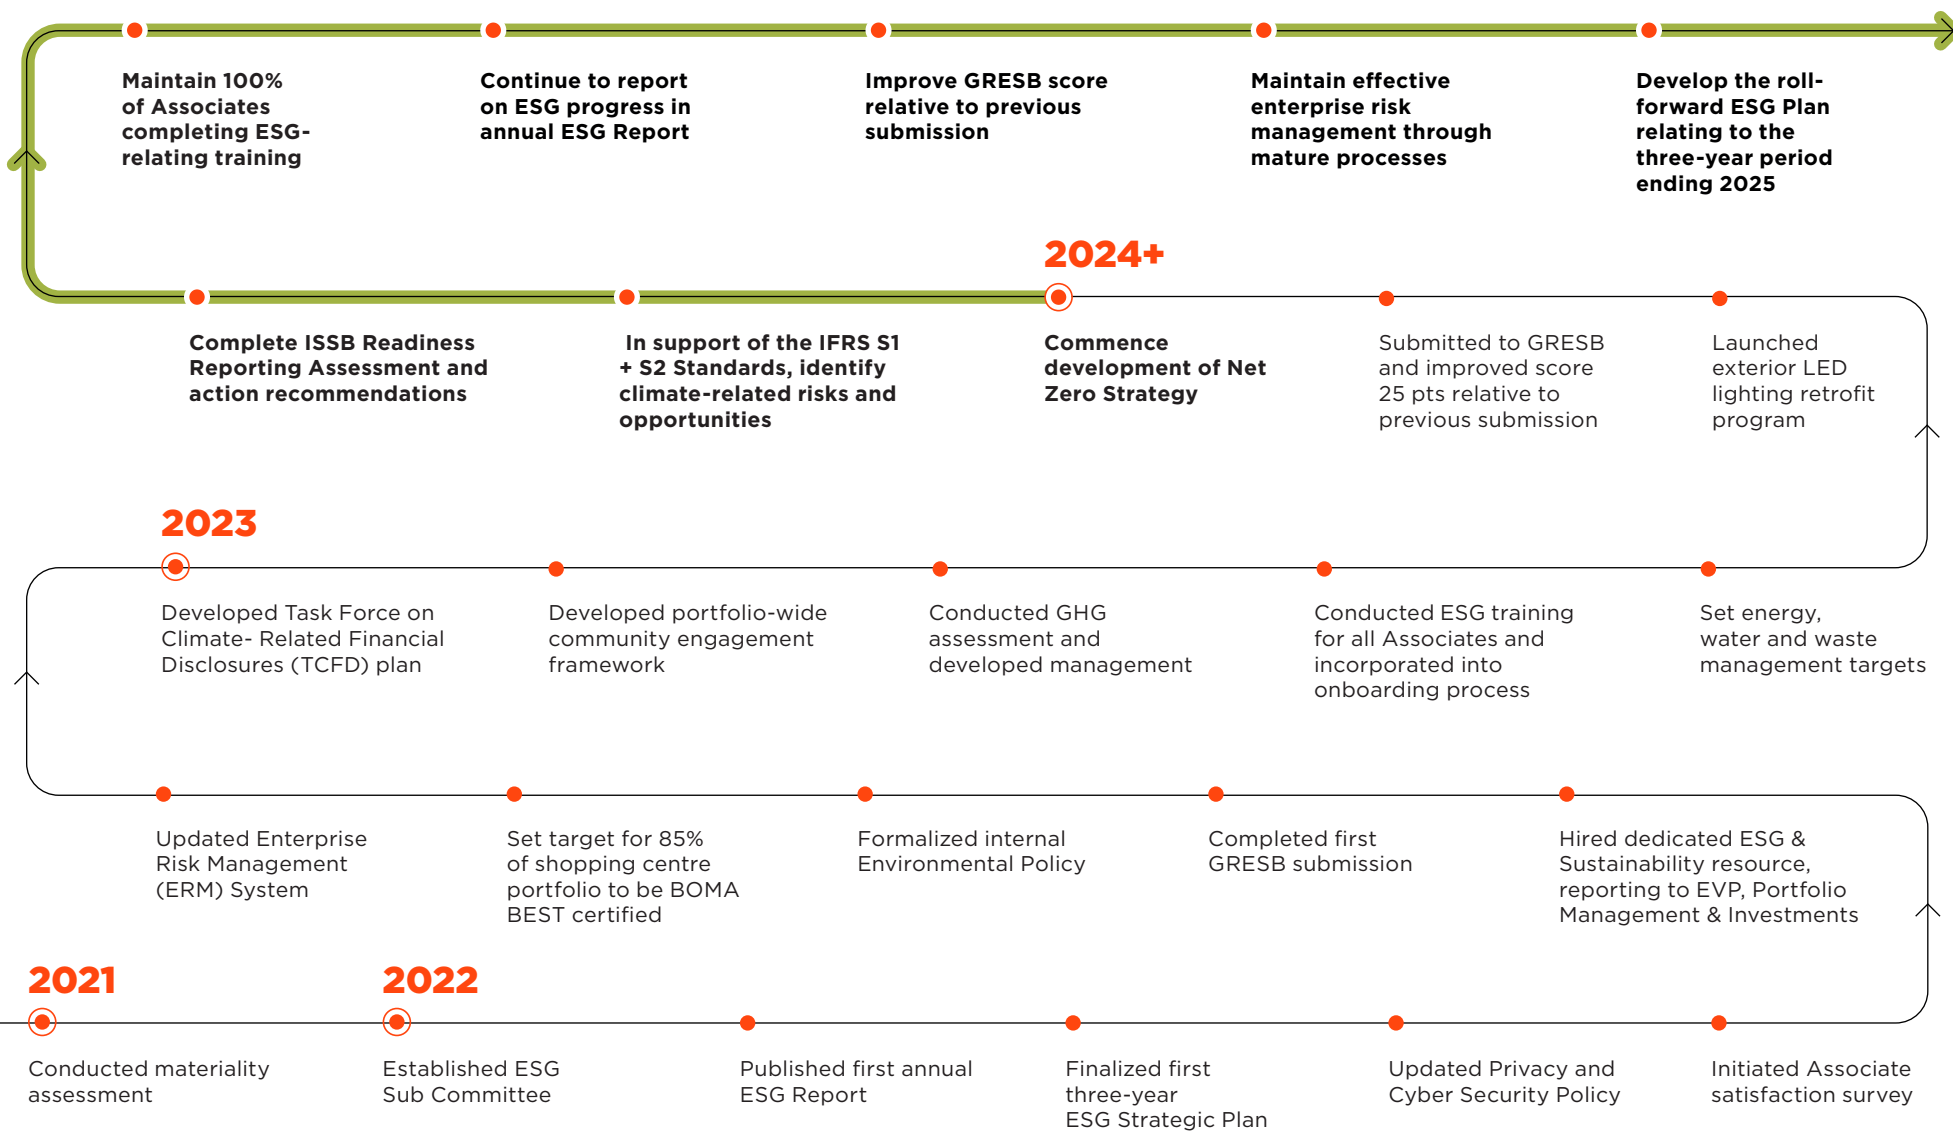 Maintain 100%
of Associates
completing ESG-
relating training
Continue to report
on ESG progress in
annual ESG Report
Improve GRESB score
relative to previous
submission
Maintain effective
enterprise risk
management through
mature processes
Develop the roll-
forward ESG Plan
relating to the
three-year period
ending 2025
Complete ISSB Readiness
Reporting Assessment and
action recommendations
In support of the IFRS S1
+ S2 Standards, identify
climate-related risks and
opportunities
2024+
Commence
development of Net
Zero Strategy
Submitted to GRESB
and improved score
25 pts relative to
previous submission
Launched
exterior LED
lighting retrofit
program
2023
Developed Task Force on
Climate- Related Financial
Disclosures (TCFD) plan
Developed portfolio-wide
community engagement
framework
Conducted GHG
assessment and
developed management
Conducted ESG training
for all Associates and
incorporated into
onboarding process
Set energy,
water and waste
management targets
Updated Enterprise
Risk Management
(ERM) System
Set target for 85%
of shopping centre
portfolio to be BOMA
BEST certified
Formalized internal
Environmental Policy
Completed first
GRESB submission
Hired dedicated ESG &
Sustainability resource,
reporting to EVP, Portfolio
Management & Investments
2021
Conducted materiality
assessment
2022
Established ESG
Sub Committee
Published first annual
ESG Report
Finalized first
three-year
ESG Strategic Plan
Updated Privacy and
Cyber Security Policy
Initiated Associate
satisfaction survey